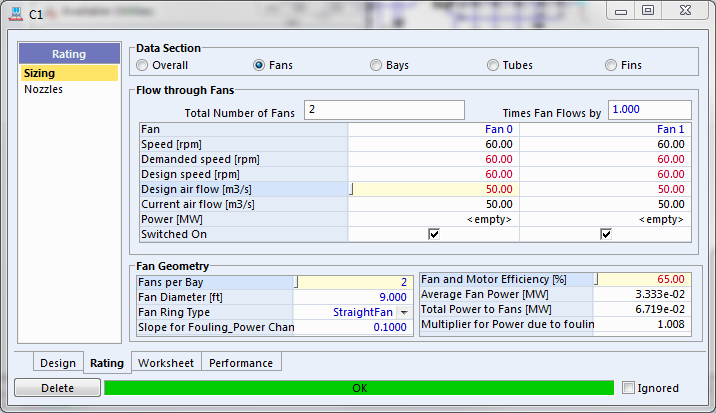 C1
Rating
Sizing
Nozzles
Data Section
Overall Fans Bays Tubes Fins
Flow through Fans
Total Number of Fans 2 Times Fan Flows by 1.000
Fan Fan 0 Fan 1
Speed [rpm] 60.00 60.00
Demanded speed [rpm] 60.00 60.00
Design speed [rpm] 60.00 60.00
Design air flow [m3/s] 50.00 50.00
Current air flow [m3/s] 50.00 50.00
Power [MW] <empty> <empty>
Switched On
Fan Geometry
Fans per Bay 2
Fan Diameter [ft] 9.000
Fan Ring Type StraightFan
Slope for Fouling_Power Chan 0.1000
Fan and Motor Efficiency [%] 65.00
Average Fan Power [MW] 3.333e-02
Total Power to Fans [MW] 6.719e-02
Multiplier for Power due to foulin 1.008
Design Rating Worksheet Performance
Delete OK Ignored